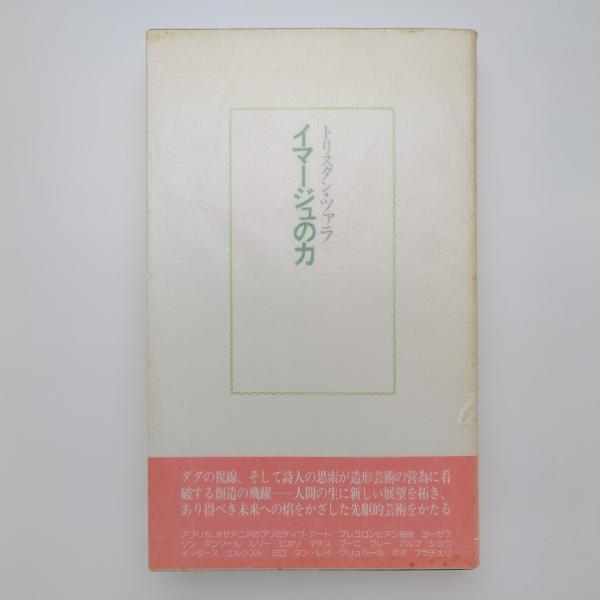 トリスタン・ツァラ
イマージュの力
ダダの視線、そして詩人の思索が造形芸術の営為に看
破する創造の飛躍——人間の生に新しい展望を拓き、
あり得べき未来への焰をかざした先駆的芸術をかたる
アフリカ、オセアニアのプリミティヴ・アート プレコロンビアン芸術 ヨーゼフ
ソン アンソール ルソー ピカソ マチス プーニ クレー アルプ シュヴ
イッタース エルンスト ミロ マン・レイ グリュベール ボネ ブラチェリ